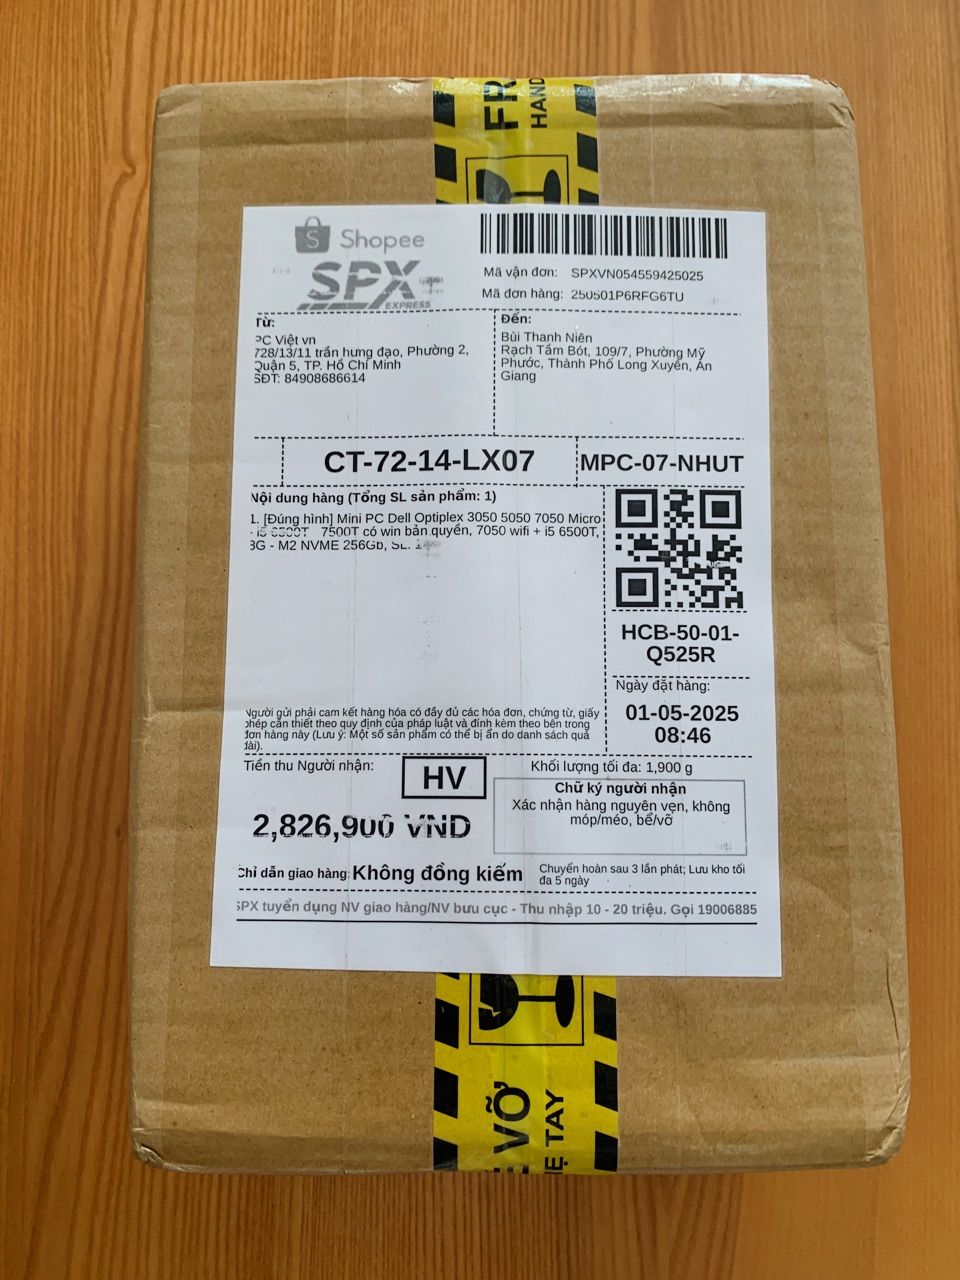 FR
HAND
Shopee
SPX
EXPRESS
Mã vận đơn: SPXVN054559425025
Mã đơn hàng: 250501P6RFG6TU
Từ:
PC Việt vn
728/13/11 trần hưng đạo, Phường 2,
Quận 5, TP. Hồ Chí Minh
SĐT: 84908686614
Đến:
Bùi Thanh Niên
Rạch Tầm Bót, 109/7, Phường Mỹ
Phước, Thành Phố Long Xuyên, An
Giang
CT-72-14-LX07
MPC-07-NHUT
Nội dung hàng (Tổng SL sản phẩm: 1)
1. [Đúng hình] Mini PC Dell Optiplex 3050 5050 7050 Micro
- i5 6500T 7500T có win bản quyền, 7050 wifi + i5 6500T,
8G - M2 NVME 256Gb, SL: 1
HCB-50-01-
Q525R
Ngày đặt hàng:
01-05-2025
08:46
Người gửi phải cam kết hàng hóa có đầy đủ các hóa đơn, chứng từ, giấy
phép cần thiết theo quy định của pháp luật và đính kèm theo bên trong
đơn hàng này (Lưu ý: Một số sản phẩm có thể bị ẩn do danh sách quá
dài).
Tiền thu Người nhận:
HV
2,826,900 VND
Khối lượng tối đa: 1,900 g
Chữ ký người nhận
Xác nhận hàng nguyên vẹn, không
móp/méo, bể/vỡ
Chỉ dẫn giao hàng: Không đồng kiểm
Chuyển hoàn sau 3 lần phát; Lưu kho tối
đa 5 ngày
SPX tuyển dụng NV giao hàng/NV bưu cục - Thu nhập 10 - 20 triệu. Gọi 19006885
VỠ
TAY